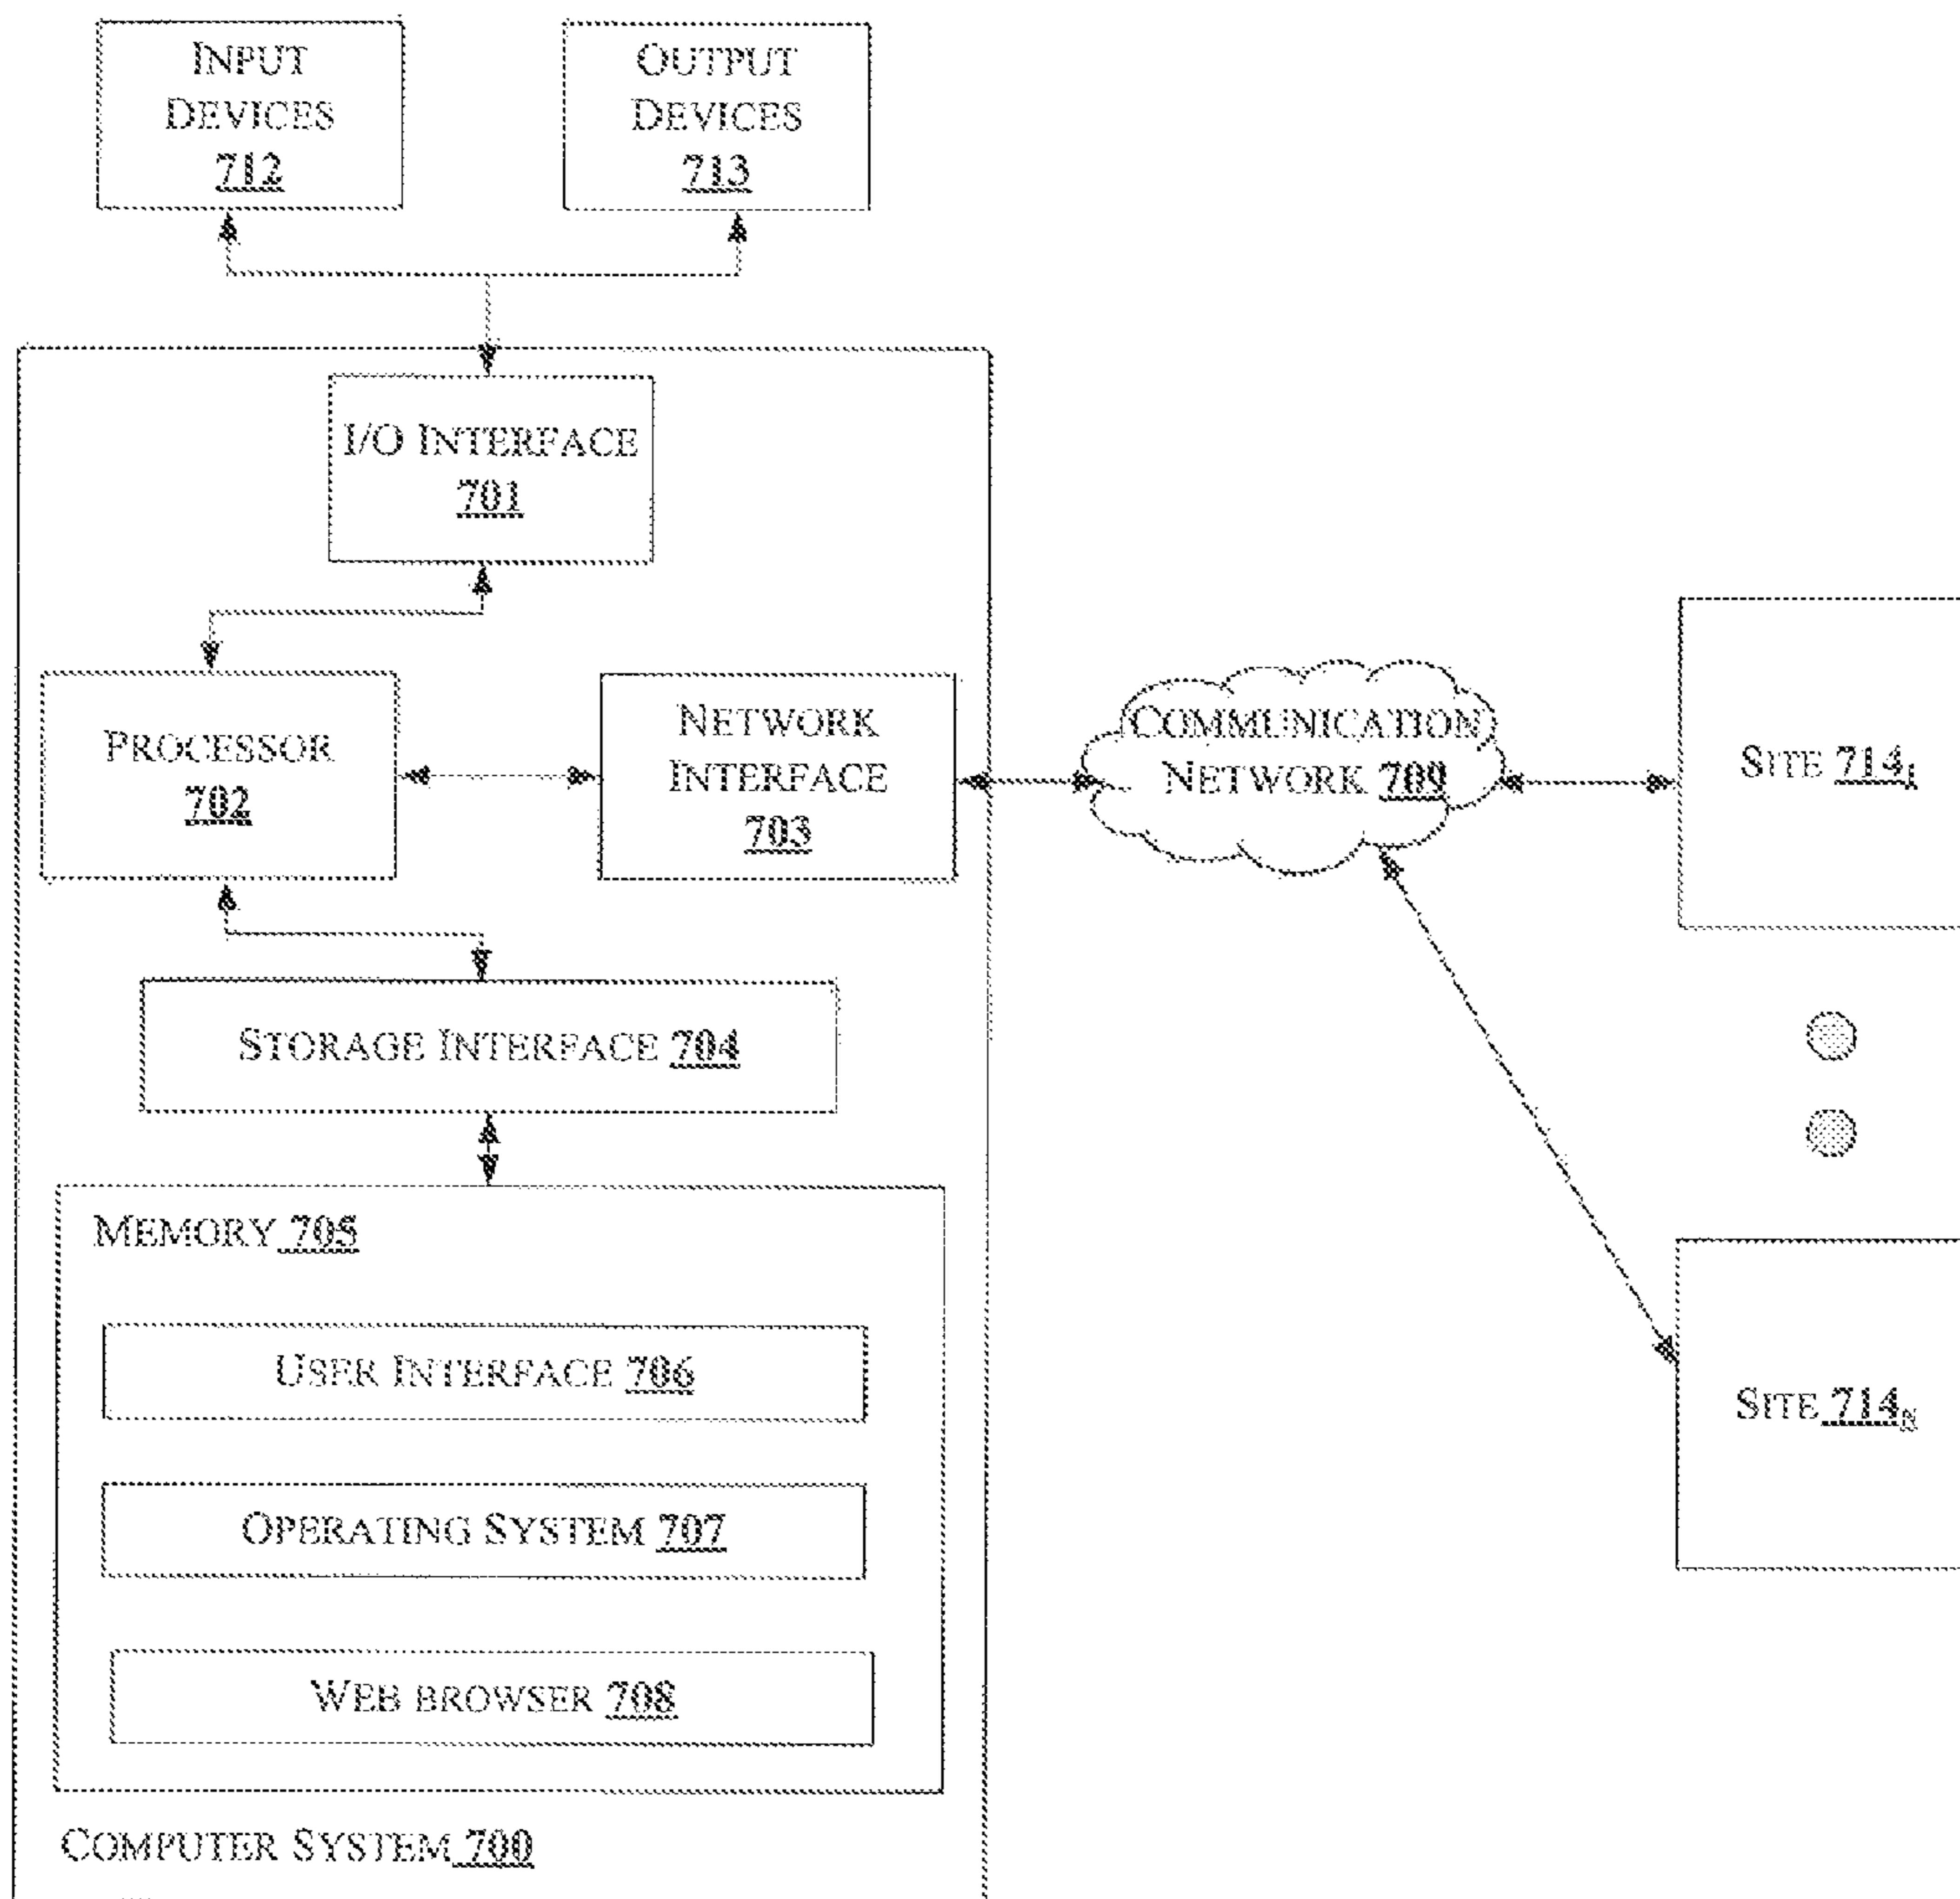 INPUT
DEVICES
712
OUTPUT
DEVICES
713
I/O INTERFACE
701
PROCESSOR
702
NETWORK
INTERFACE
703
COMMUNICATION
NETWORK 709
SITE 714₁
STORAGE INTERFACE 704
MEMORY 705
USER INTERFACE 706
SITE 714ₙ
OPERATING SYSTEM 707
WEB BROWSER 708
COMPUTER SYSTEM 700